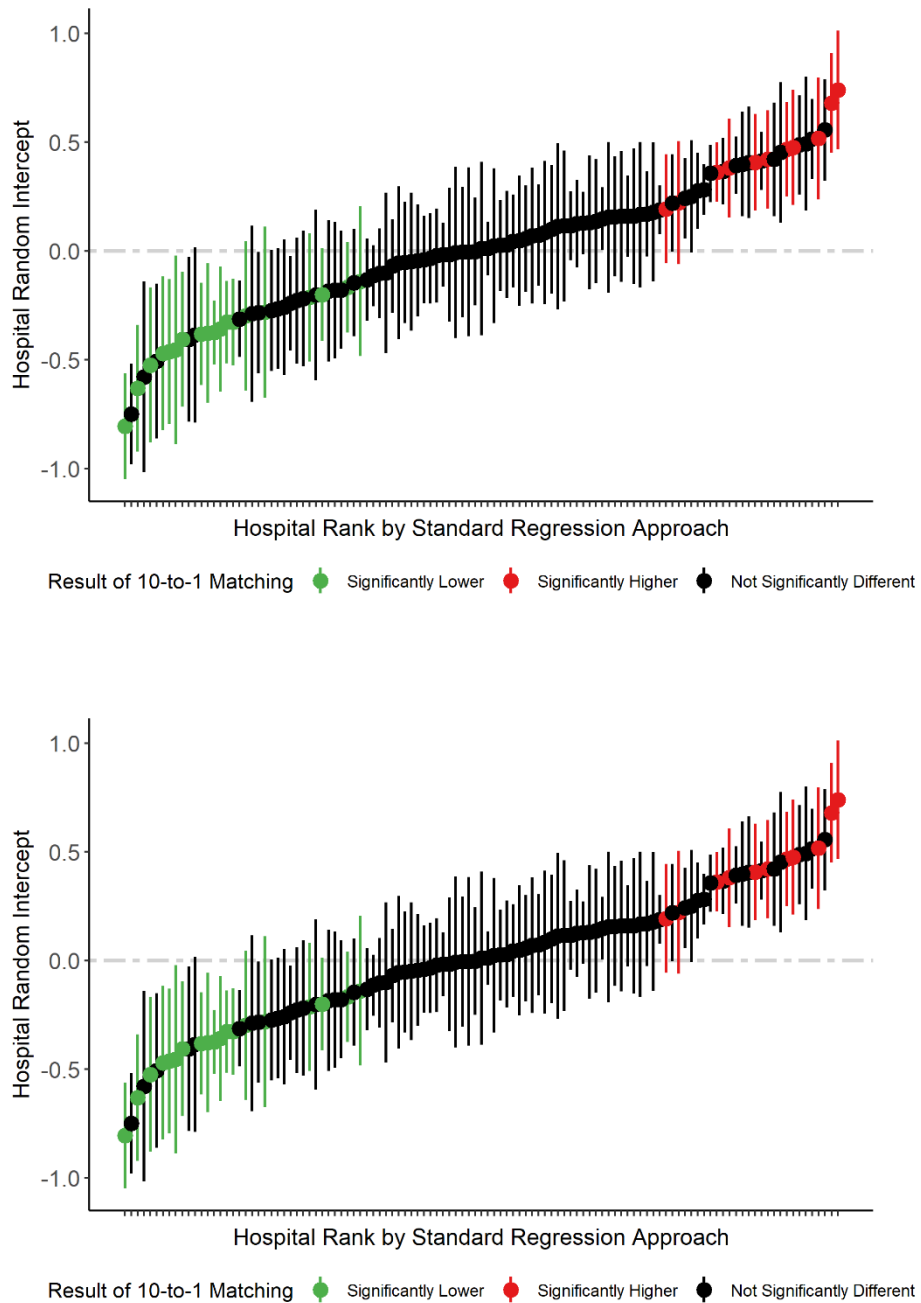 1.0
0.5
0.0
-0.5
-1.0
Hospital Random Intercept
Hospital Rank by Standard Regression Approach
Result of 10-to-1 Matching Significantly Lower Significantly Higher Not Significantly Different
1.0
0.5
0.0
-0.5
-1.0
Hospital Random Intercept
Hospital Rank by Standard Regression Approach
Result of 10-to-1 Matching Significantly Lower Significantly Higher Not Significantly Different